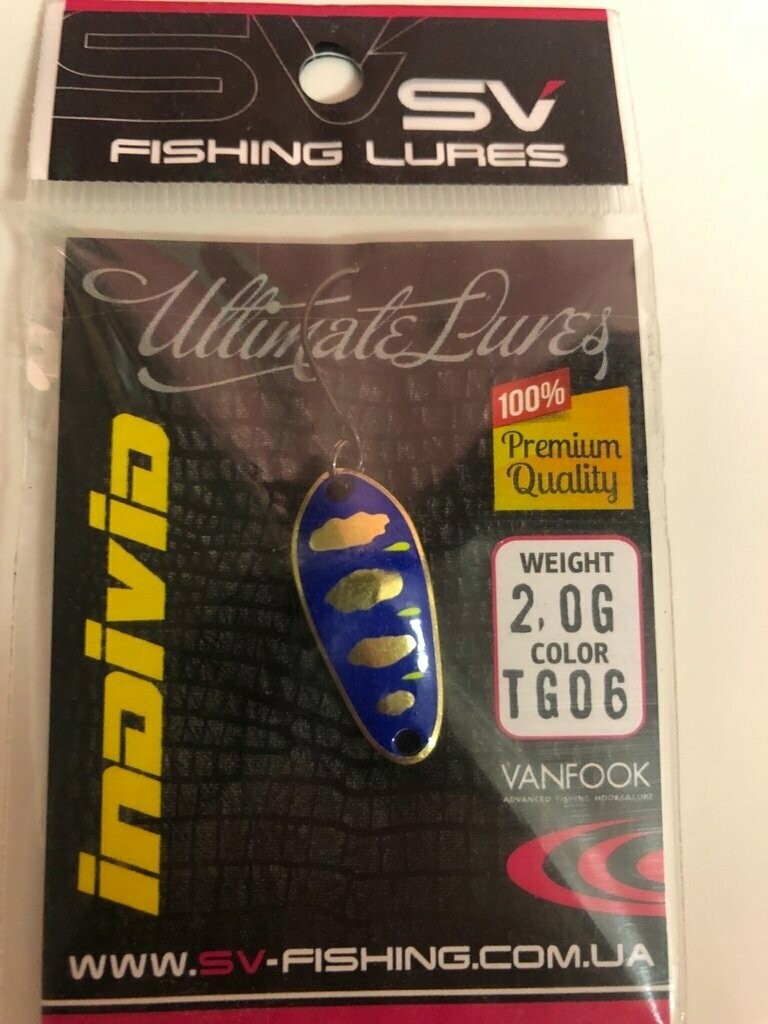 SV
SV
FISHING LURES
Ultimate Lures
100%
Premium
Quality
INDIVID
WEIGHT
2,0G
COLOR
TG06
VANFOOK
ADVANCED FISHING HOOK&LURE
WWW.SV-FISHING.COM.UA